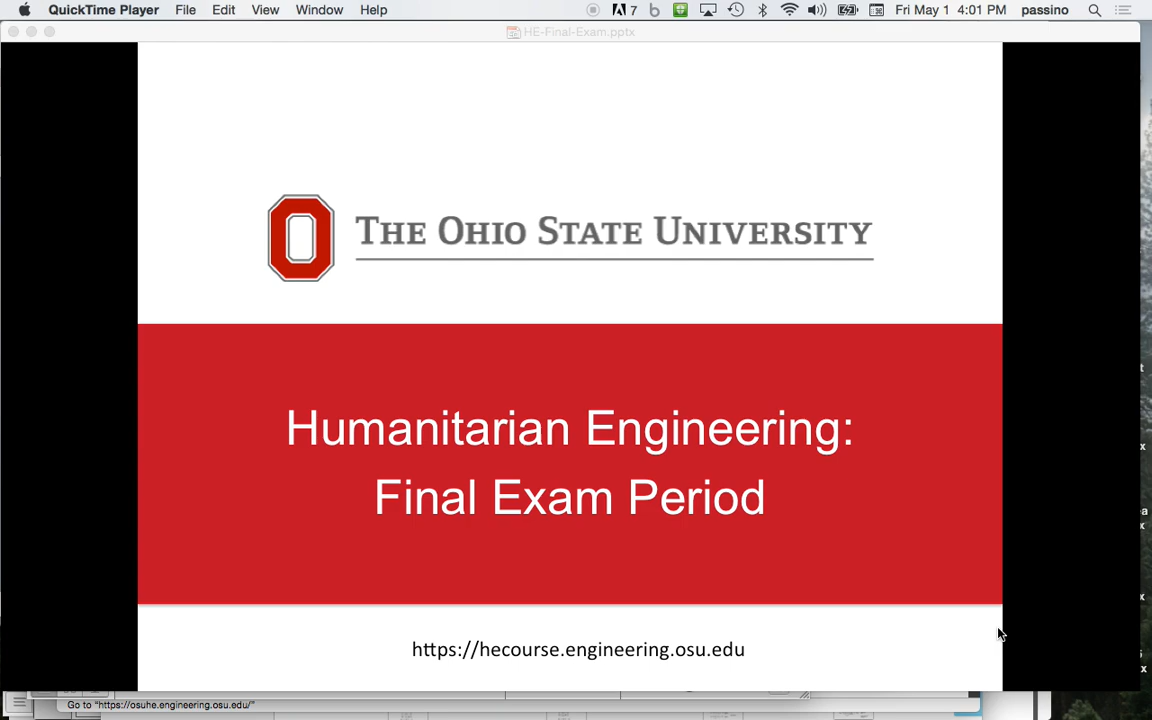 QuickTime Player File Edit View Window Help 7 Fri May 1 4:01 PM passino
HE-Final-Exam.pptx
THE OHIO STATE UNIVERSITY
Humanitarian Engineering:
Final Exam Period
https://hecourse.engineering.osu.edu
Go to "https://osuhe.engineering.osu.edu/"